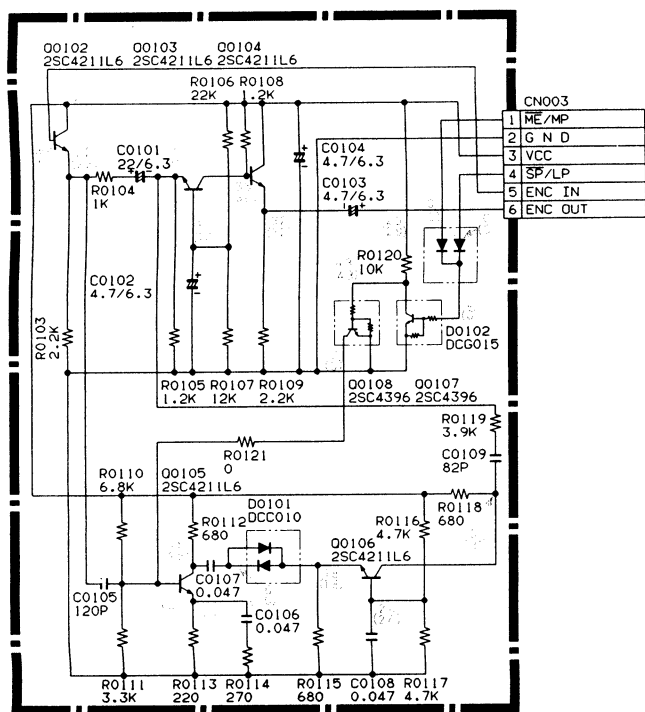 Q0102 Q0103 Q0104
2SC4211L6 2SC4211L6 2SC4211L6
R0106 R0108
22K 1.2K
CN003
1 ME/MP
2 GND
3 VCC
4 SP/LP
5 ENC IN
6 ENC OUT
C0101
22/6.3
+ -
C0104
4.7/6.3
+
-
R0104
1K
C0103
4.7/6.3
- +
C0102
4.7/6.3
+
-
R0120
10K
R0103
2.2K
D0102
DCG015
R0105 R0107 R0109
1.2K 12K 2.2K
Q0108 Q0107
2SC4396 2SC4396
R0119
3.9K
R0121
0
C0109
82P
R0110
6.8K
Q0105
2SC4211L6
D0101
DCC010
R0118
680
R0112
680
R0116
4.7K
Q0106
2SC4211L6
C0107
0.047
C0105
120P
C0106
0.047
R0111 R0113 R0114 R0115 C0108 R0117
3.3K 220 270 680 0.047 4.7K